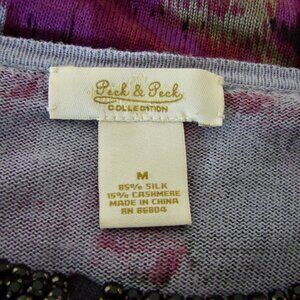 Peck & Peck
COLLECTION
M
85% SILK
15% CASHMERE
MADE IN CHINA
RN 86804